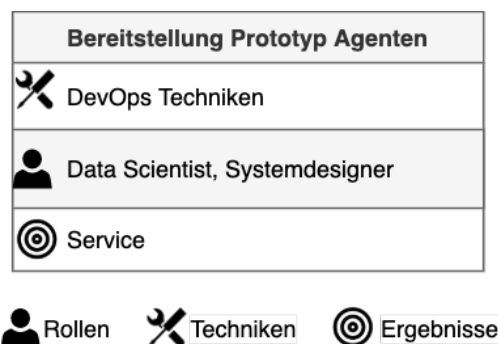 Bereitstellung Prototyp Agenten
DevOps Techniken
Data Scientist, Systemdesigner
Service
Rollen Techniken Ergebnisse